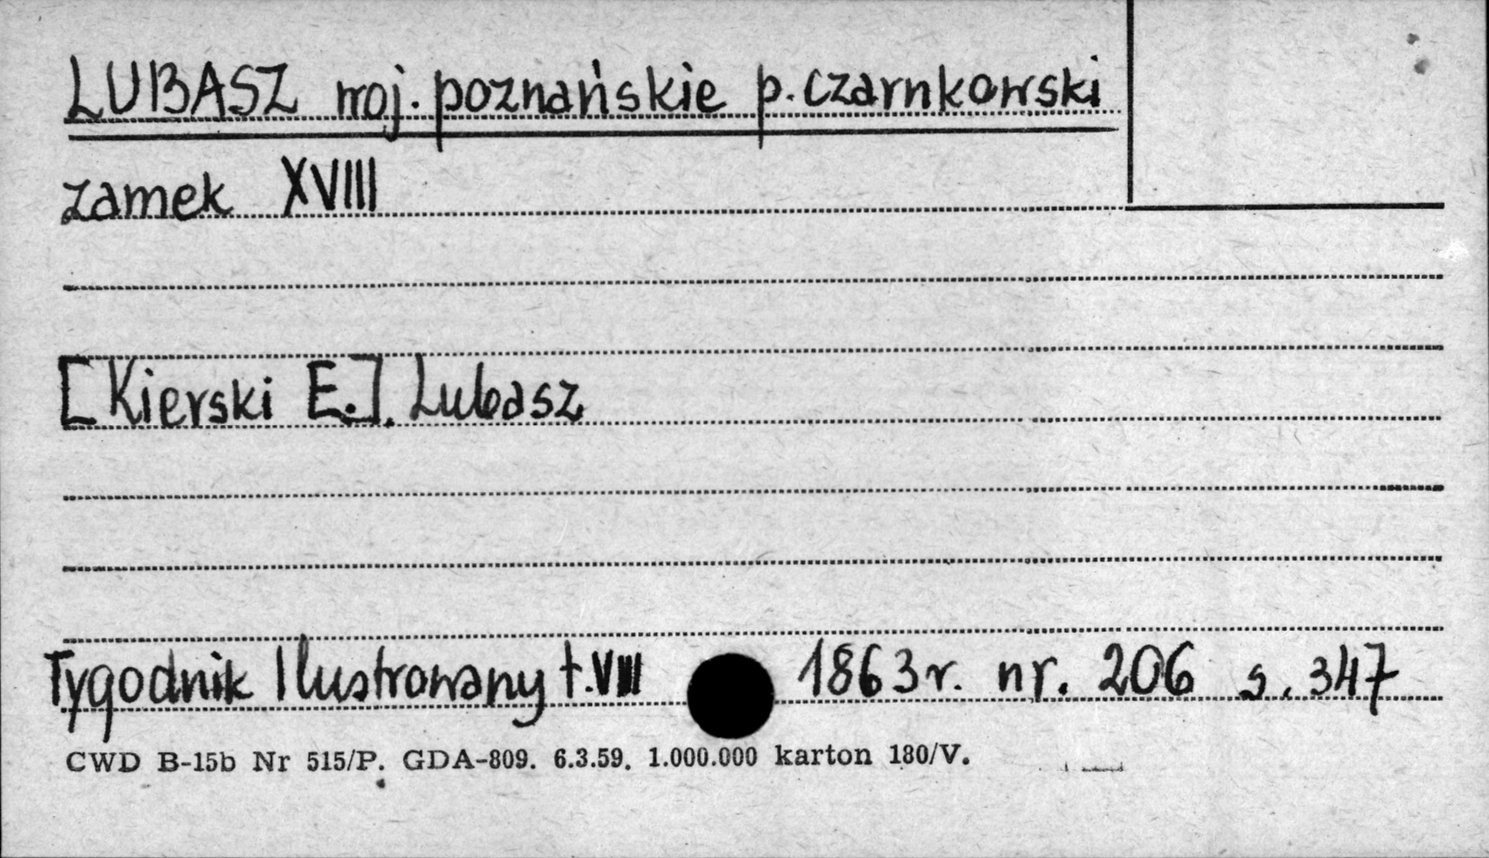 LUBASZ woj. poznańskie p. czarnkowski
zamek XVIII
[Kierski E.]. Lubasz
Tygodnik Ilustrowany t. VIII 1863 r. nr. 206 s. 347
CWD B-15b Nr 515/P. GDA-809. 6.3.59. 1.000.000 karton 180/V.